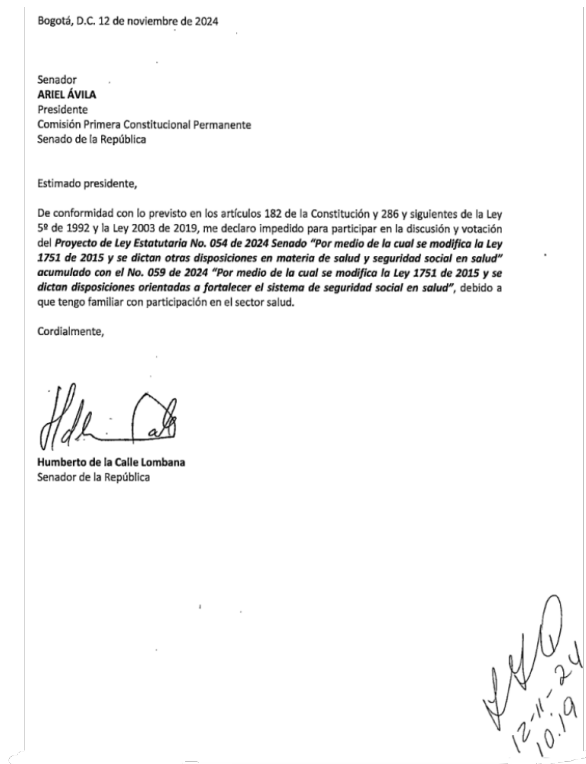 Bogotá, D.C. 12 de noviembre de 2024
Senador
ARIEL ÁVILA
Presidente
Comisión Primera Constitucional Permanente
Senado de la República
Estimado presidente,
De conformidad con lo previsto en los artículos 182 de la Constitución y 286 y siguientes de la Ley
5º de 1992 y la Ley 2003 de 2019, me declaro impedido para participar en la discusión y votación
del Proyecto de Ley Estatutaria No. 054 de 2024 Senado “Por medio de la cual se modifica la Ley
1751 de 2015 y se dictan otras disposiciones en materia de salud y seguridad social en salud”
acumulado con el No. 059 de 2024 “Por medio de la cual se modifica la Ley 1751 de 2015 y se
dictan disposiciones orientadas a fortalecer el sistema de seguridad social en salud”, debido a
que tengo familiar con participación en el sector salud.
Cordialmente,
Humberto de la Calle Lombana
Senador de la República
12-11-24
10.19